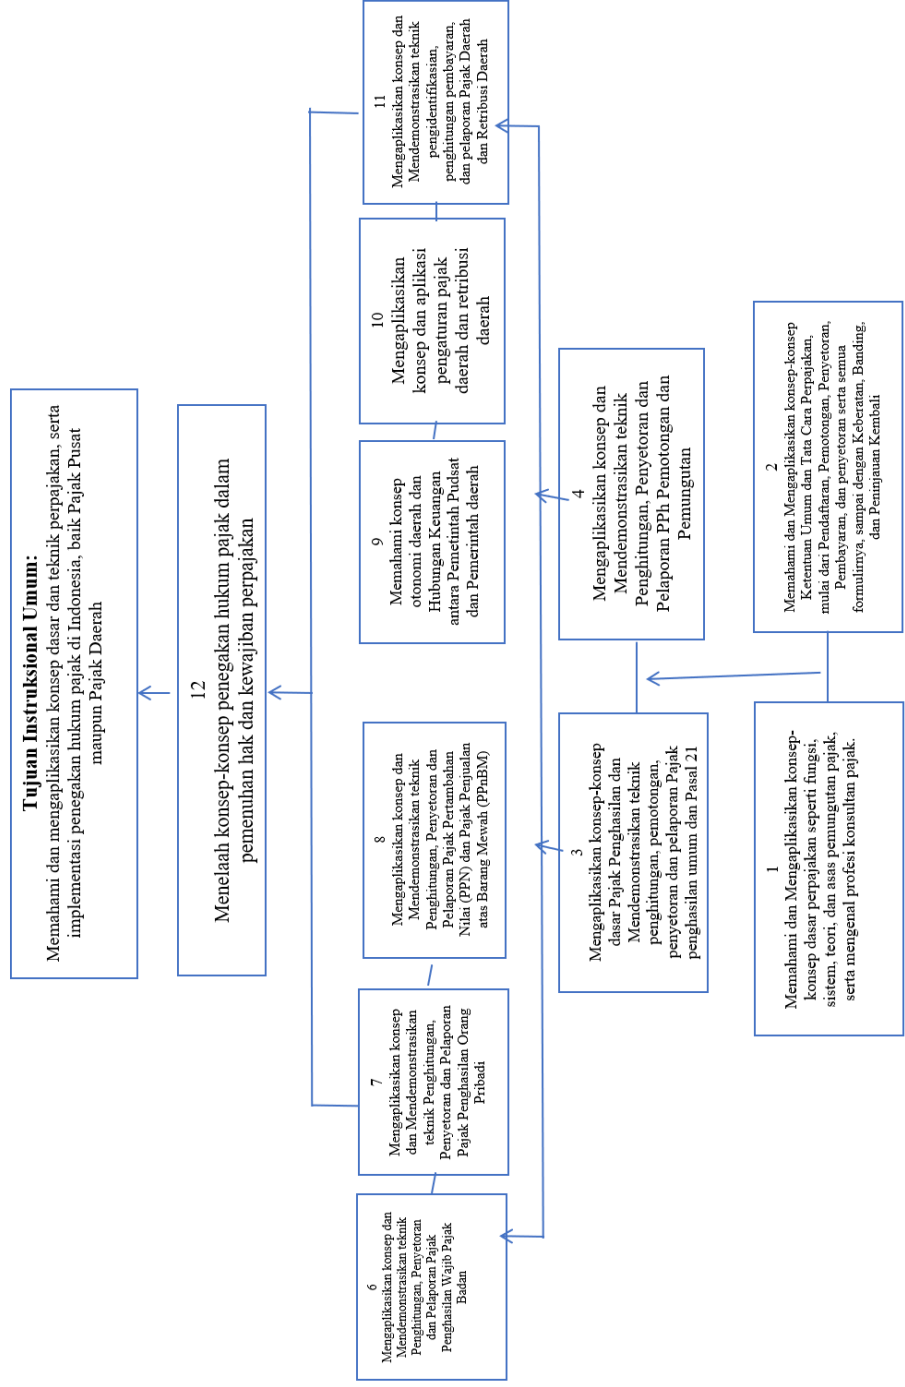 Tujuan Instruksional Umum:
Memahami dan mengaplikasikan konsep dasar dan teknik perpajakan, serta
implementasi penegakan hukum pajak di Indonesia, baik Pajak Pusat
maupun Pajak Daerah
12
Menelaah konsep-konsep penegakan hukum pajak dalam
pemenuhan hak dan kewajiban perpajakan
6
Mengaplikasikan konsep dan
Mendemonstrasikan teknik
Penghitungan, Penyetoran
dan Pelaporan Pajak
Penghasilan Wajib Pajak
Badan
7
Mengaplikasikan konsep
dan Mendemonstrasikan
teknik Penghitungan,
Penyetoran dan Pelaporan
Pajak Penghasilan Orang
Pribadi
8
Mengaplikasikan konsep dan
Mendemonstrasikan teknik
Penghitungan, Penyetoran dan
Pelaporan Pajak Pertambahan
Nilai (PPN) dan Pajak Penjualan
atas Barang Mewah (PPnBM)
9
Memahami konsep
otonomi daerah dan
Hubungan Keuangan
antara Pemetintah Pudsat
dan Pemerintah daerah
10
Mengaplikasikan
konsep dan aplikasi
pengaturan pajak
daerah dan retribusi
daerah
11
Mengaplikasikan konsep dan
Mendemonstrasikan teknik
pengidentifikasian,
penghitungan pembayaran,
dan pelaporan Pajak Daerah
dan Retribusi Daerah
3
Mengaplikasikan konsep-konsep
dasar Pajak Penghasilan dan
Mendemonstrasikan teknik
penghitungan, pemotongan,
penyetoran dan pelaporan Pajak
penghasilan umum dan Pasal 21
4
Mengaplikasikan konsep dan
Mendemonstrasikan teknik
Penghitungan, Penyetoran dan
Pelaporan PPh Pemotongan dan
Pemungutan
1
Memahami dan Mengaplikasikan konsep-
konsep dasar perpajakan seperti fungsi,
sistem, teori, dan asas pemungutan pajak,
serta mengenal profesi konsultan pajak.
2
Memahami dan Mengaplikasikan konsep-konsep
Ketentuan Umum dan Tata Cara Perpajakan,
mulai dari Pendaftaran, Pemotongan, Penyetoran,
Pembayaran, dan penyetoran serta semua
formulirnya, sampai dengan Keberatan, Banding,
dan Peninjauan Kembali